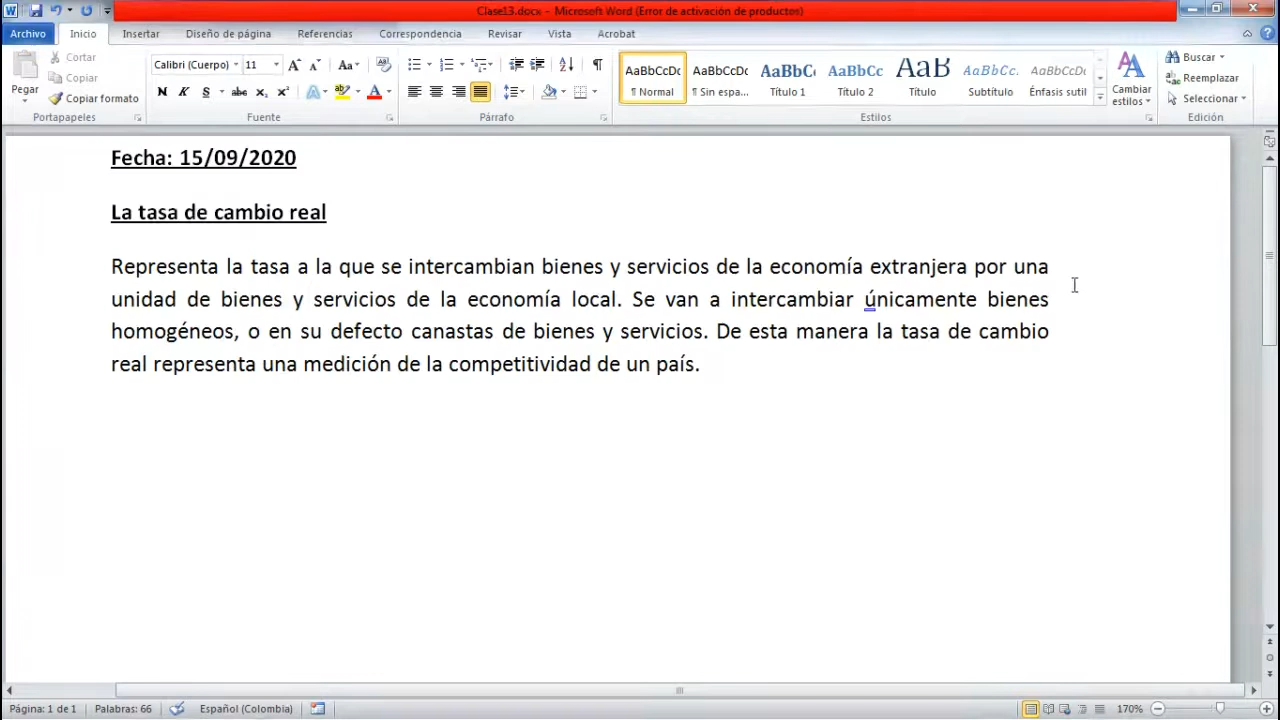 Clase13.docx - Microsoft Word (Error de activación de productos)
Archivo Inicio Insertar Diseño de página Referencias Correspondencia Revisar Vista Acrobat
Pegar
Cortar
Copiar
Copiar formato
Portapapeles
Calibri (Cuerpo) 11
Fuente
Párrafo
AaBbCcDc AaBbCcDc AaBbC AaBbCc AaB AaBbCc. AaBbCcDc
¶ Normal ¶ Sin espa... Título 1 Título 2 Título Subtítulo Énfasis sutil
Cambiar
estilos
Estilos
Buscar
Reemplazar
Seleccionar
Edición
Fecha: 15/09/2020
La tasa de cambio real
Representa la tasa a la que se intercambian bienes y servicios de la economía extranjera por una
unidad de bienes y servicios de la economía local. Se van a intercambiar únicamente bienes
homogéneos, o en su defecto canastas de bienes y servicios. De esta manera la tasa de cambio
real representa una medición de la competitividad de un país.
Página: 1 de 1 Palabras: 66 Español (Colombia) 170%